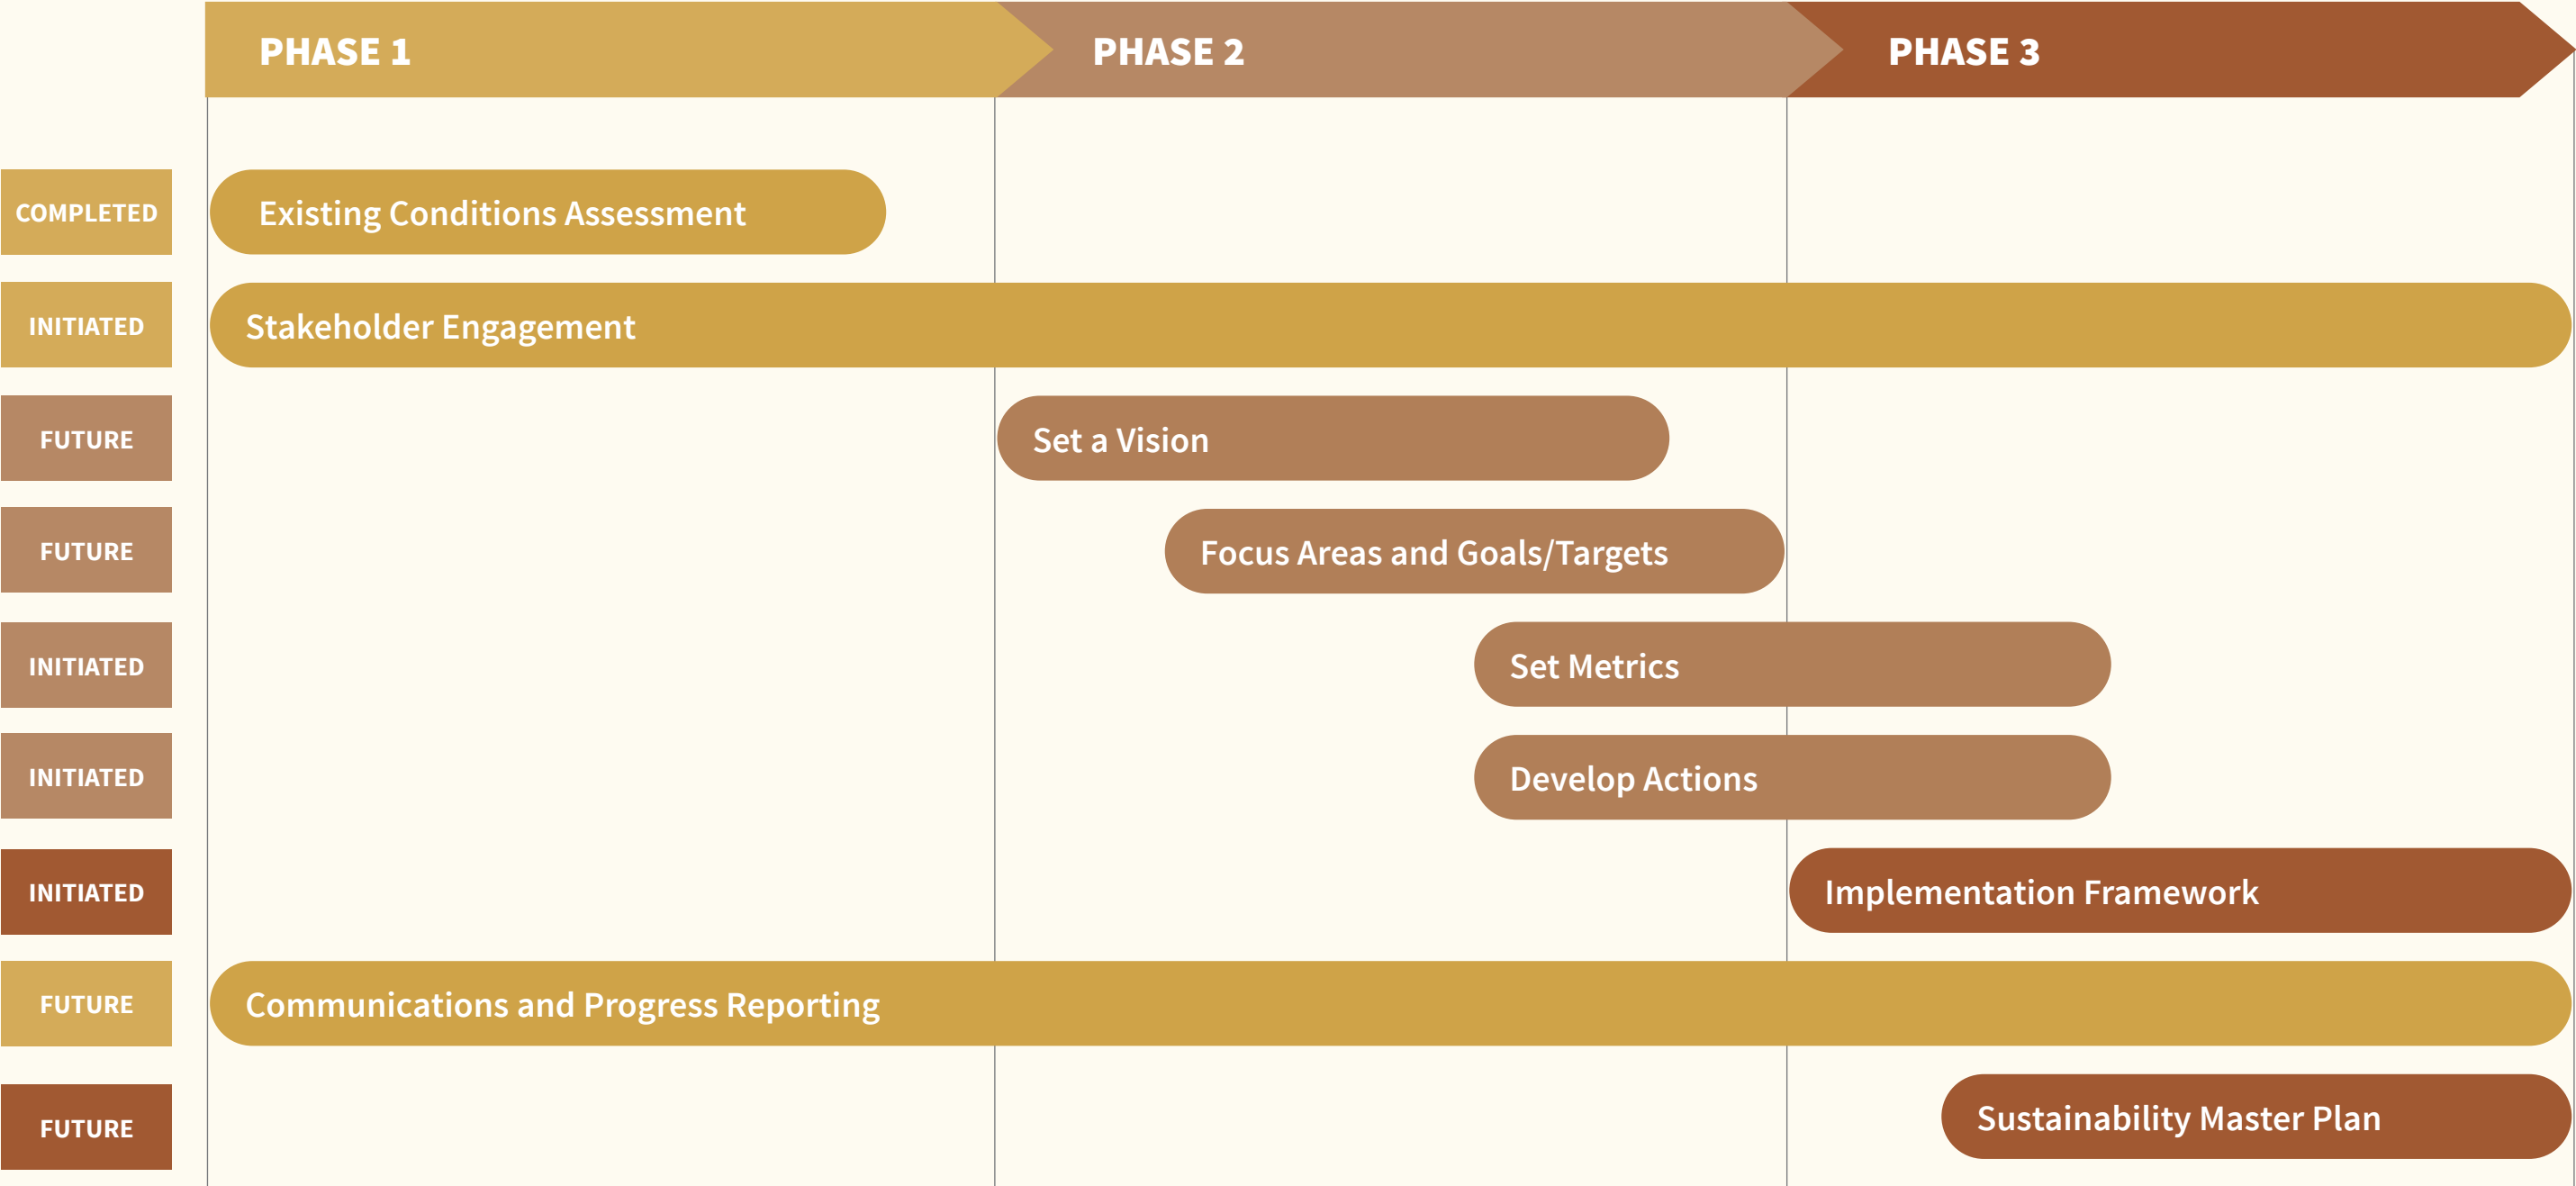 PHASE 1
PHASE 2
PHASE 3
COMPLETED
Existing Conditions Assessment
INITIATED
Stakeholder Engagement
FUTURE
Set a Vision
FUTURE
Focus Areas and Goals/Targets
INITIATED
Set Metrics
INITIATED
Develop Actions
INITIATED
Implementation Framework
FUTURE
Communications and Progress Reporting
FUTURE
Sustainability Master Plan